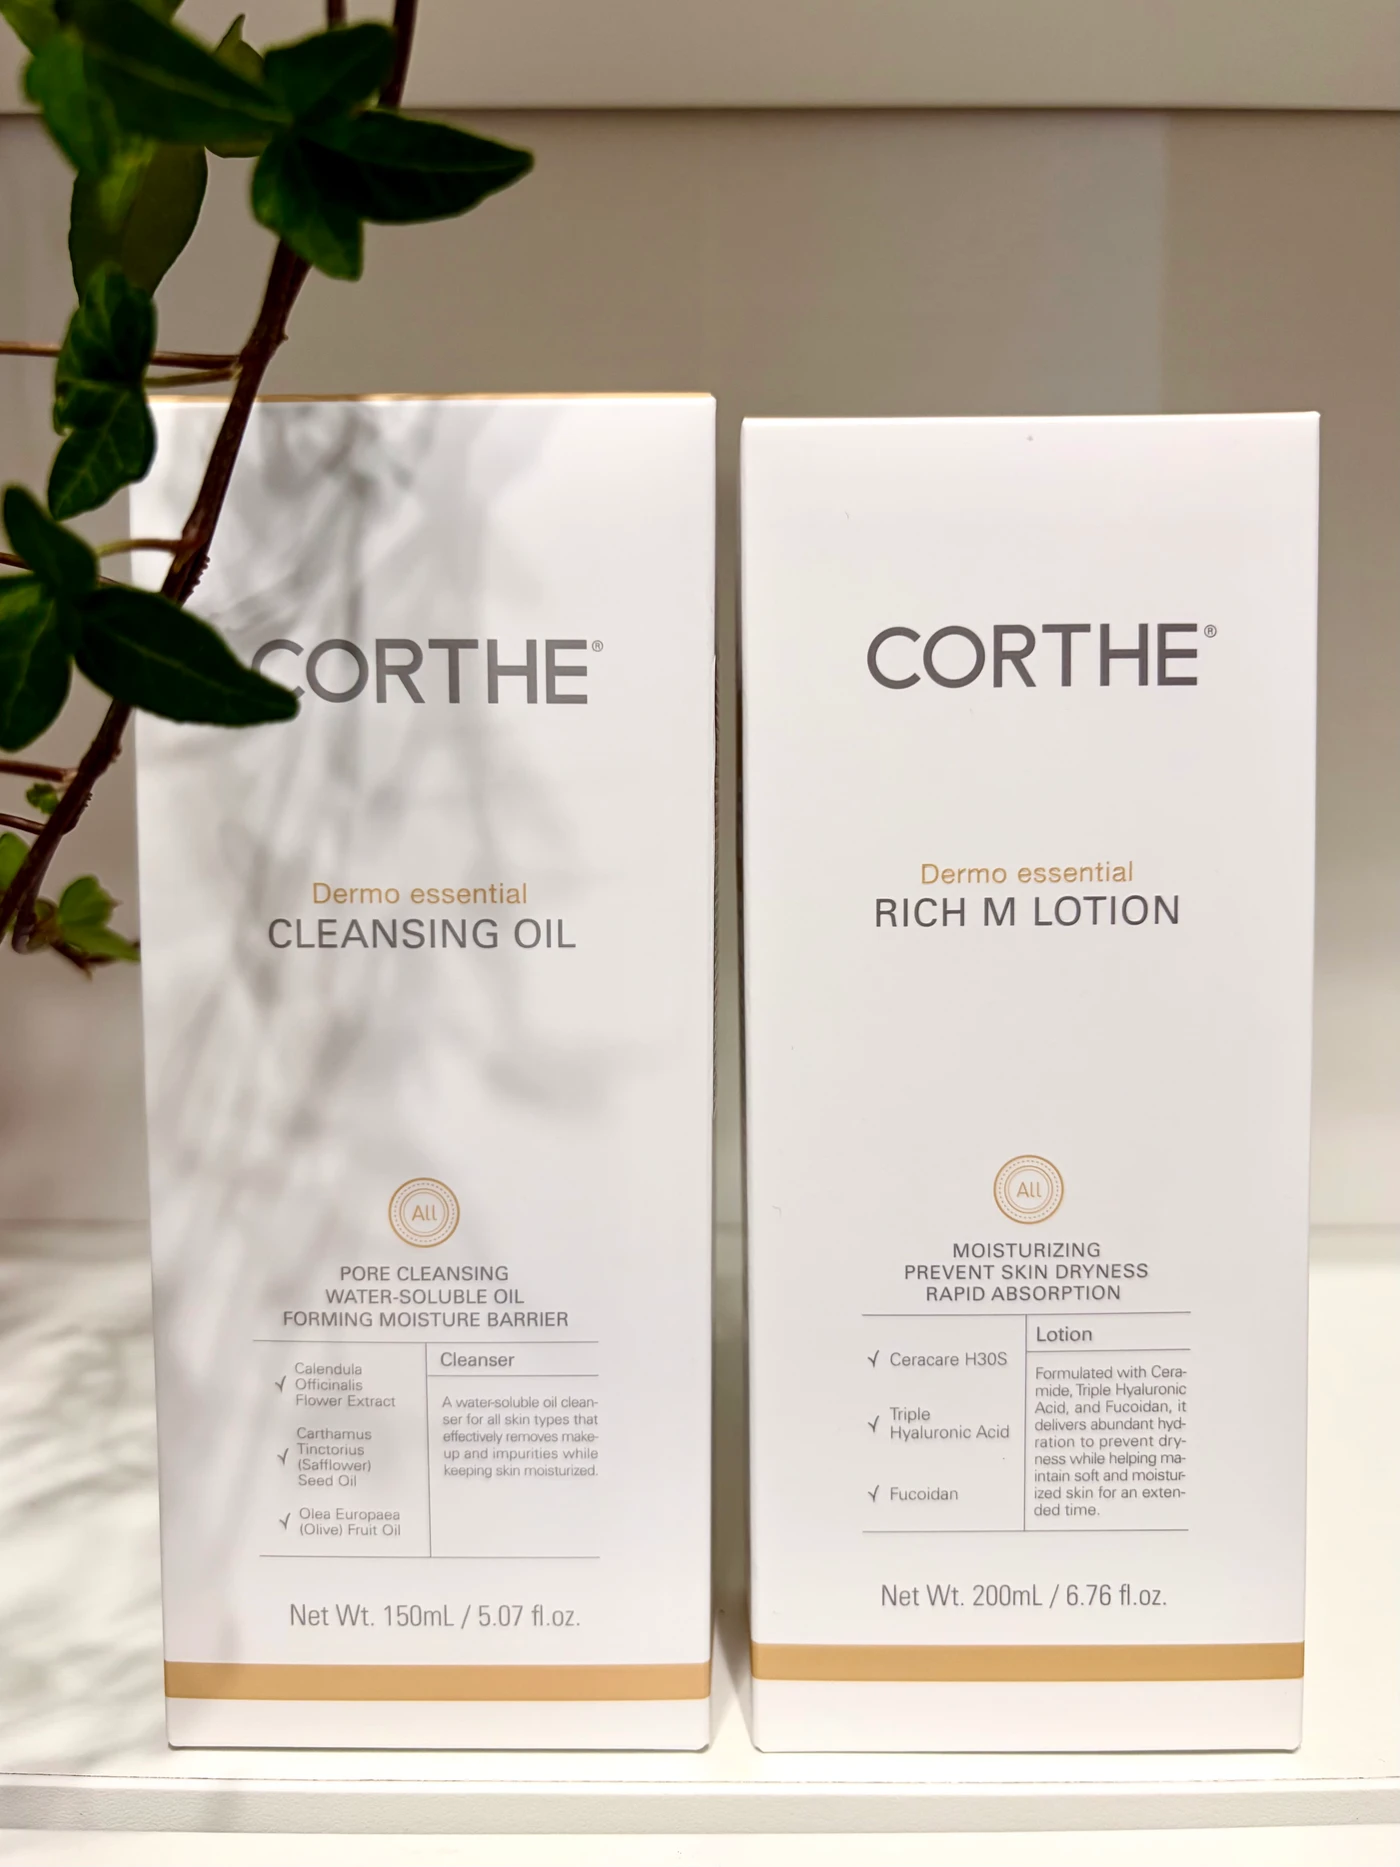 CORTHE®
Dermo essential
CLEANSING OIL
All
PORE CLEANSING
WATER-SOLUBLE OIL
FORMING MOISTURE BARRIER
✓ Calendula
Officinalis
Flower Extract
✓ Carthamus
Tinctorius
(Safflower)
Seed Oil
✓ Olea Europaea
(Olive) Fruit Oil
Cleanser
A water-soluble oil clean-
ser for all skin types that
effectively removes make-
up and impurities while
keeping skin moisturized.
Net Wt. 150mL / 5.07 fl.oz.
CORTHE®
Dermo essential
RICH M LOTION
All
MOISTURIZING
PREVENT SKIN DRYNESS
RAPID ABSORPTION
✓ Ceracare H30S
✓ Triple
Hyaluronic Acid
✓ Fucoidan
Lotion
Formulated with Cera-
mide, Triple Hyaluronic
Acid, and Fucoidan, it
delivers abundant hyd-
ration to prevent dry-
ness while helping ma-
intain soft and moistur-
ized skin for an exten-
ded time.
Net Wt. 200mL / 6.76 fl.oz.